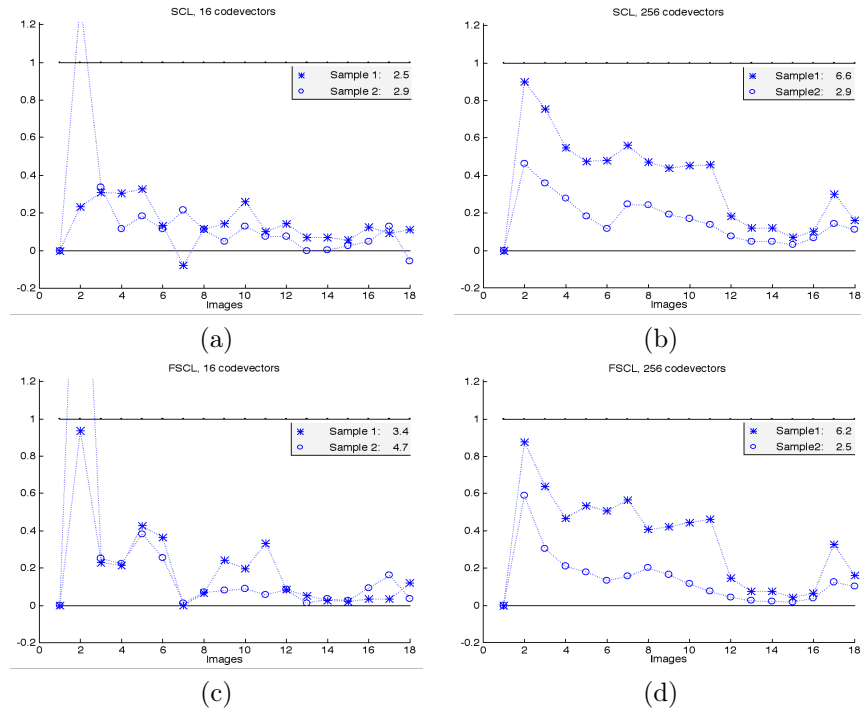 SCL, 16 codevectors
1.2
1
0.8
0.6
0.4
0.2
0
-0.2
Sample 1: 2.5
Sample 2: 2.9
0 2 4 6 8 10 12 14 16 18
Images
(a)
SCL, 256 codevectors
1.2
1
0.8
0.6
0.4
0.2
0
-0.2
Sample1: 6.6
Sample2: 2.9
0 2 4 6 8 10 12 14 16 18
Images
(b)
FSCL, 16 codevectors
1.2
1
0.8
0.6
0.4
0.2
0
-0.2
Sample 1: 3.4
Sample 2: 4.7
0 2 4 6 8 10 12 14 16 18
Images
(c)
FSCL, 256 codevectors
1.2
1
0.8
0.6
0.4
0.2
0
-0.2
Sample1: 6.2
Sample2: 2.5
0 2 4 6 8 10 12 14 16 18
Images
(d)